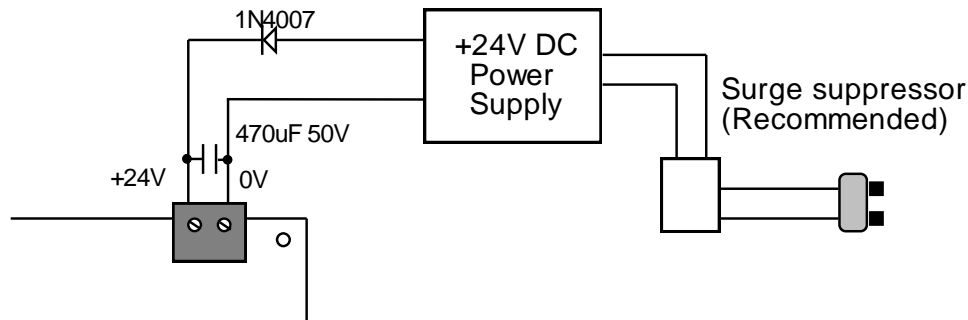 1N4007
+24V DC
Power
Supply
Surge suppressor
(Recommended)
470uF 50V
+24V
0V